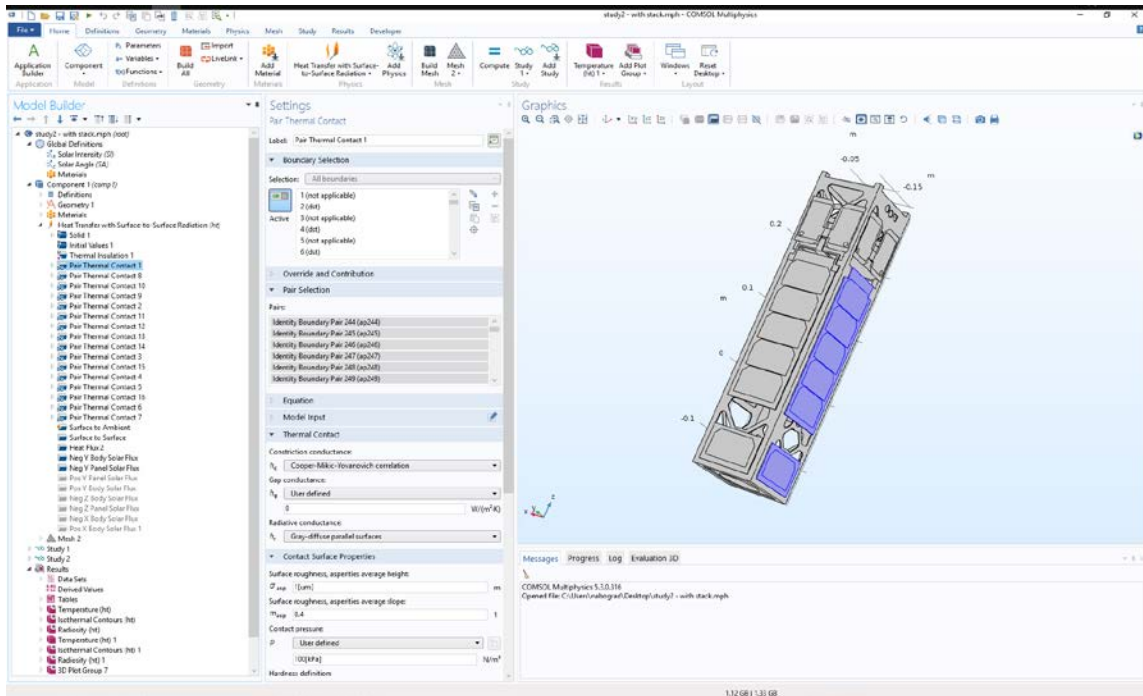 study2 - with stack.mph - COMSOL Multiphysics
File Home Definitions Geometry Materials Physics Mesh Study Results Developer
Application Builder
Component
Pi Parameters
a= Variables
f(x) Functions
Build All
Import
LiveLink
Add Material
Heat Transfer with Surface-to-Surface Radiation
Add Physics
Build Mesh
Mesh 2
Compute
Study 1
Add Study
Temperature (ht) 1
Add Plot Group
Windows
Reset Desktop
Application Model Definitions Geometry Materials Physics Mesh Study Results Layout
Model Builder
study2 - with stack.mph (root)
Global Definitions
Solar Intensity (SI)
Solar Angle (SA)
Materials
Component 1 (comp1)
Definitions
Geometry 1
Materials
Heat Transfer with Surface-to-Surface Radiation (ht)
Solid 1
Initial Values 1
Thermal Insulation 1
Pair Thermal Contact 1
Pair Thermal Contact 8
Pair Thermal Contact 10
Pair Thermal Contact 9
Pair Thermal Contact 2
Pair Thermal Contact 11
Pair Thermal Contact 12
Pair Thermal Contact 13
Pair Thermal Contact 14
Pair Thermal Contact 3
Pair Thermal Contact 15
Pair Thermal Contact 4
Pair Thermal Contact 5
Pair Thermal Contact 16
Pair Thermal Contact 6
Pair Thermal Contact 7
Surface to Ambient
Surface to Surface
Heat Flux 2
Neg Y Body Solar Flux
Neg Y Panel Solar Flux
Pos Y Panel Solar Flux
Pos Y Body Solar Flux
Neg Z Body Solar Flux
Neg Z Panel Solar Flux
Neg X Body Solar Flux
Pos X Body Solar Flux 1
Mesh 2
Study 1
Study 2
Results
Data Sets
Derived Values
Tables
Temperature (ht)
Isothermal Contours (ht)
Radiosity (ht)
Temperature (ht) 1
Isothermal Contours (ht) 1
Radiosity (ht) 1
3D Plot Group 7
Settings
Pair Thermal Contact
Label: Pair Thermal Contact 1
Boundary Selection
Selection: All boundaries
Active
1 (not applicable)
2 (dst)
3 (not applicable)
4 (dst)
5 (not applicable)
6 (dst)
Override and Contribution
Pair Selection
Pairs:
Identity Boundary Pair 244 (ap244)
Identity Boundary Pair 245 (ap245)
Identity Boundary Pair 246 (ap246)
Identity Boundary Pair 247 (ap247)
Identity Boundary Pair 248 (ap248)
Identity Boundary Pair 249 (ap249)
Equation
Model Input
Thermal Contact
Constriction conductance:
hc Cooper-Mikic-Yovanovich correlation
Gap conductance:
hg User defined
0 W/(m²·K)
Radiative conductance:
hr Gray-diffuse parallel surfaces
Contact Surface Properties
Surface roughness, asperities average height:
σasp 1[um] m
Surface roughness, asperities average slope:
masp 0.4 1
Contact pressure:
p User defined
100[kPa] N/m²
Hardness definition:
Graphics
m
-0.05
m
-0.15
0.2
0.1
m
0
-0.1
z
y
x
Messages Progress Log Evaluation 3D
COMSOL Multiphysics 5.3.0.316
Opened File: C:\Users\nabograd\Desktop\study2 - with stack.mph
1.12 GB | 1.33 GB